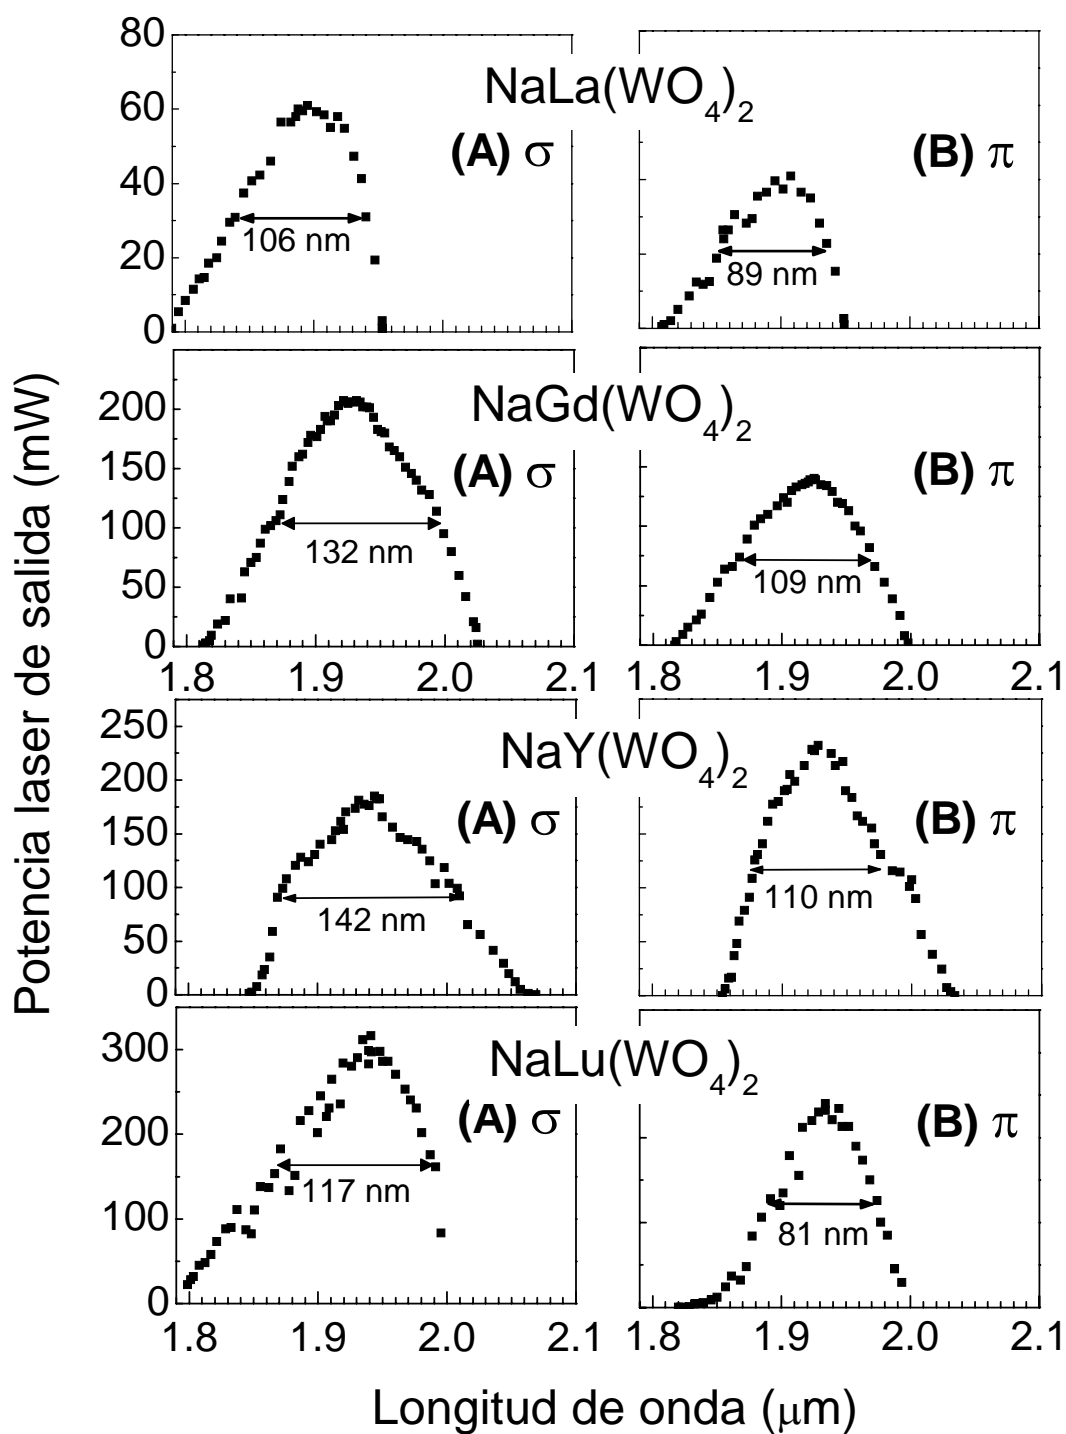 Potencia laser de salida (mW)
80
60
40
20
0
NaLa(WO₄)₂
(A) σ
(B) π
106 nm
89 nm
200
150
100
50
0
NaGd(WO₄)₂
(A) σ
(B) π
132 nm
109 nm
1.8 1.9 2.0 2.1 1.8 1.9 2.0 2.1
250
200
150
100
50
0
NaY(WO₄)₂
(A) σ
(B) π
142 nm
110 nm
300
200
100
0
NaLu(WO₄)₂
(A) σ
(B) π
117 nm
81 nm
1.8 1.9 2.0 2.1 1.8 1.9 2.0 2.1
Longitud de onda (μm)